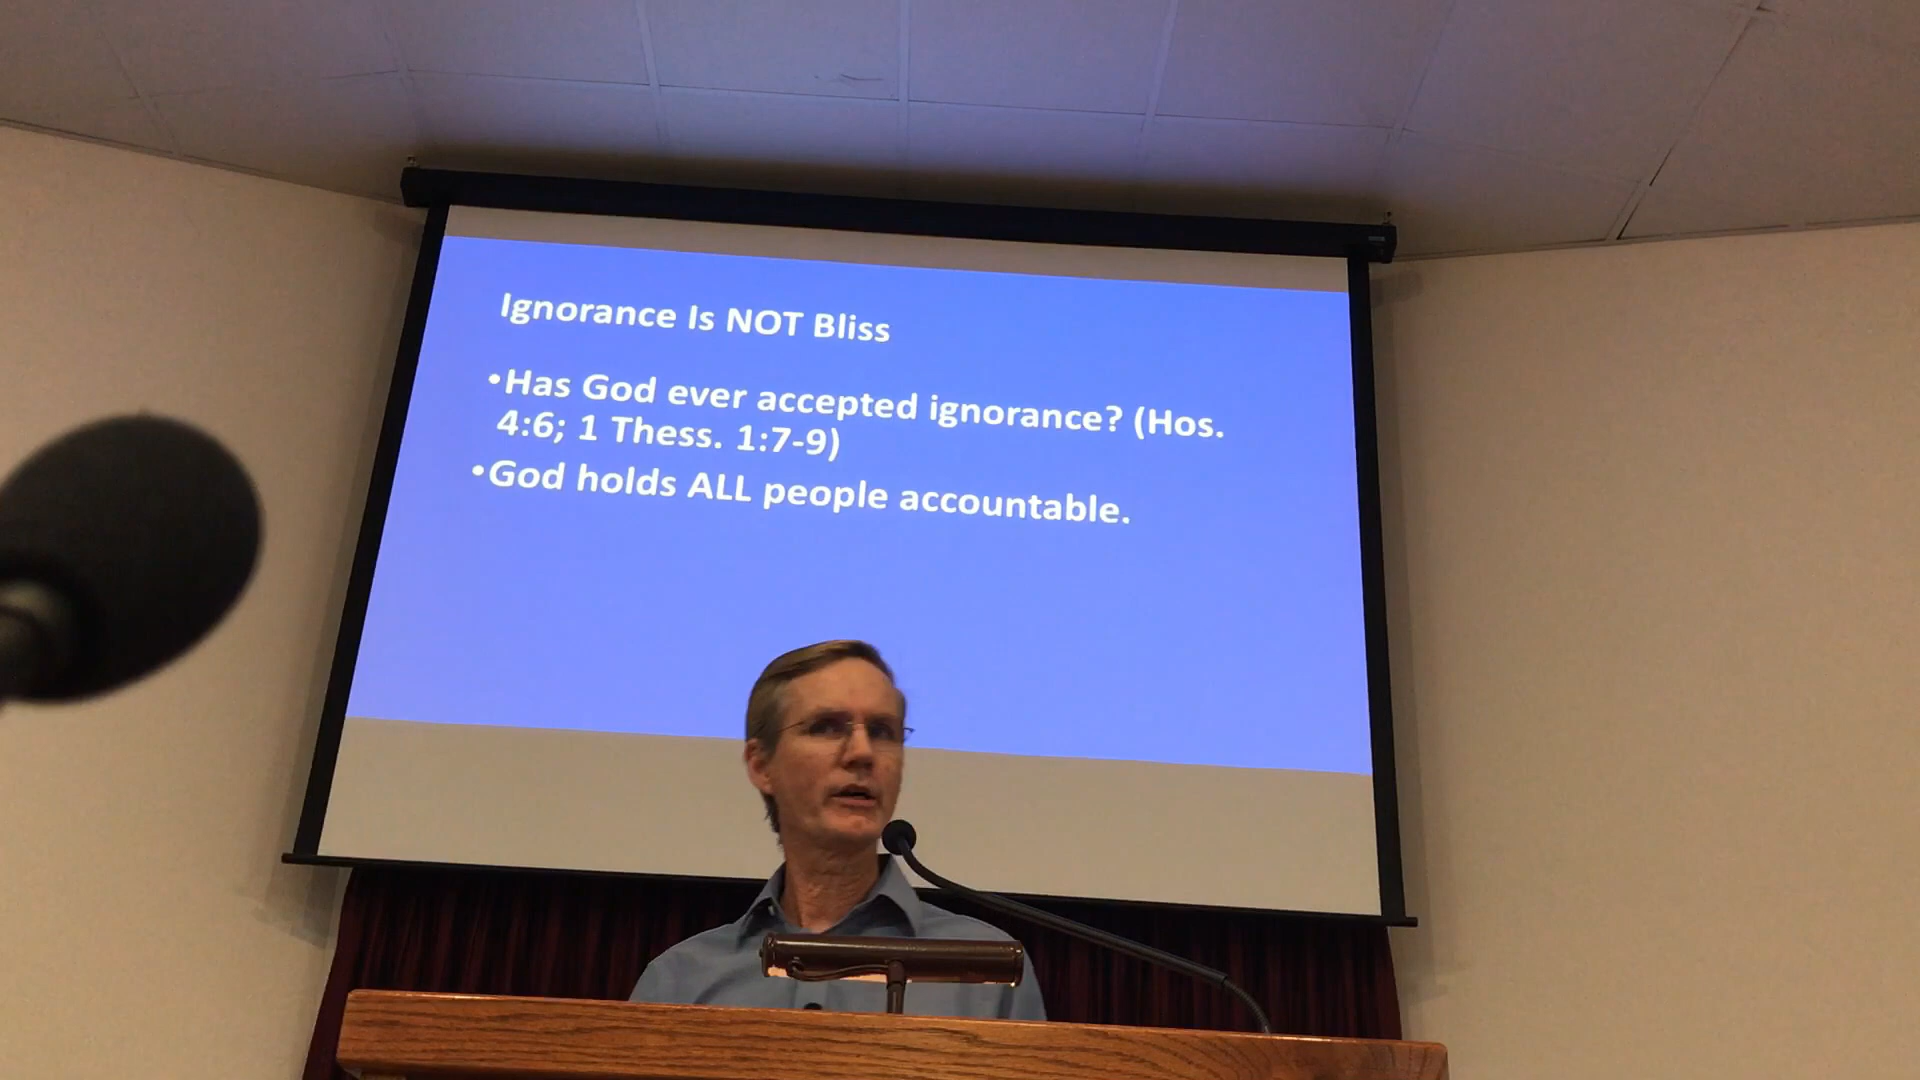 Ignorance Is NOT Bliss
•Has God ever accepted ignorance? (Hos.
4:6; 1 Thess. 1:7-9)
•God holds ALL people accountable.